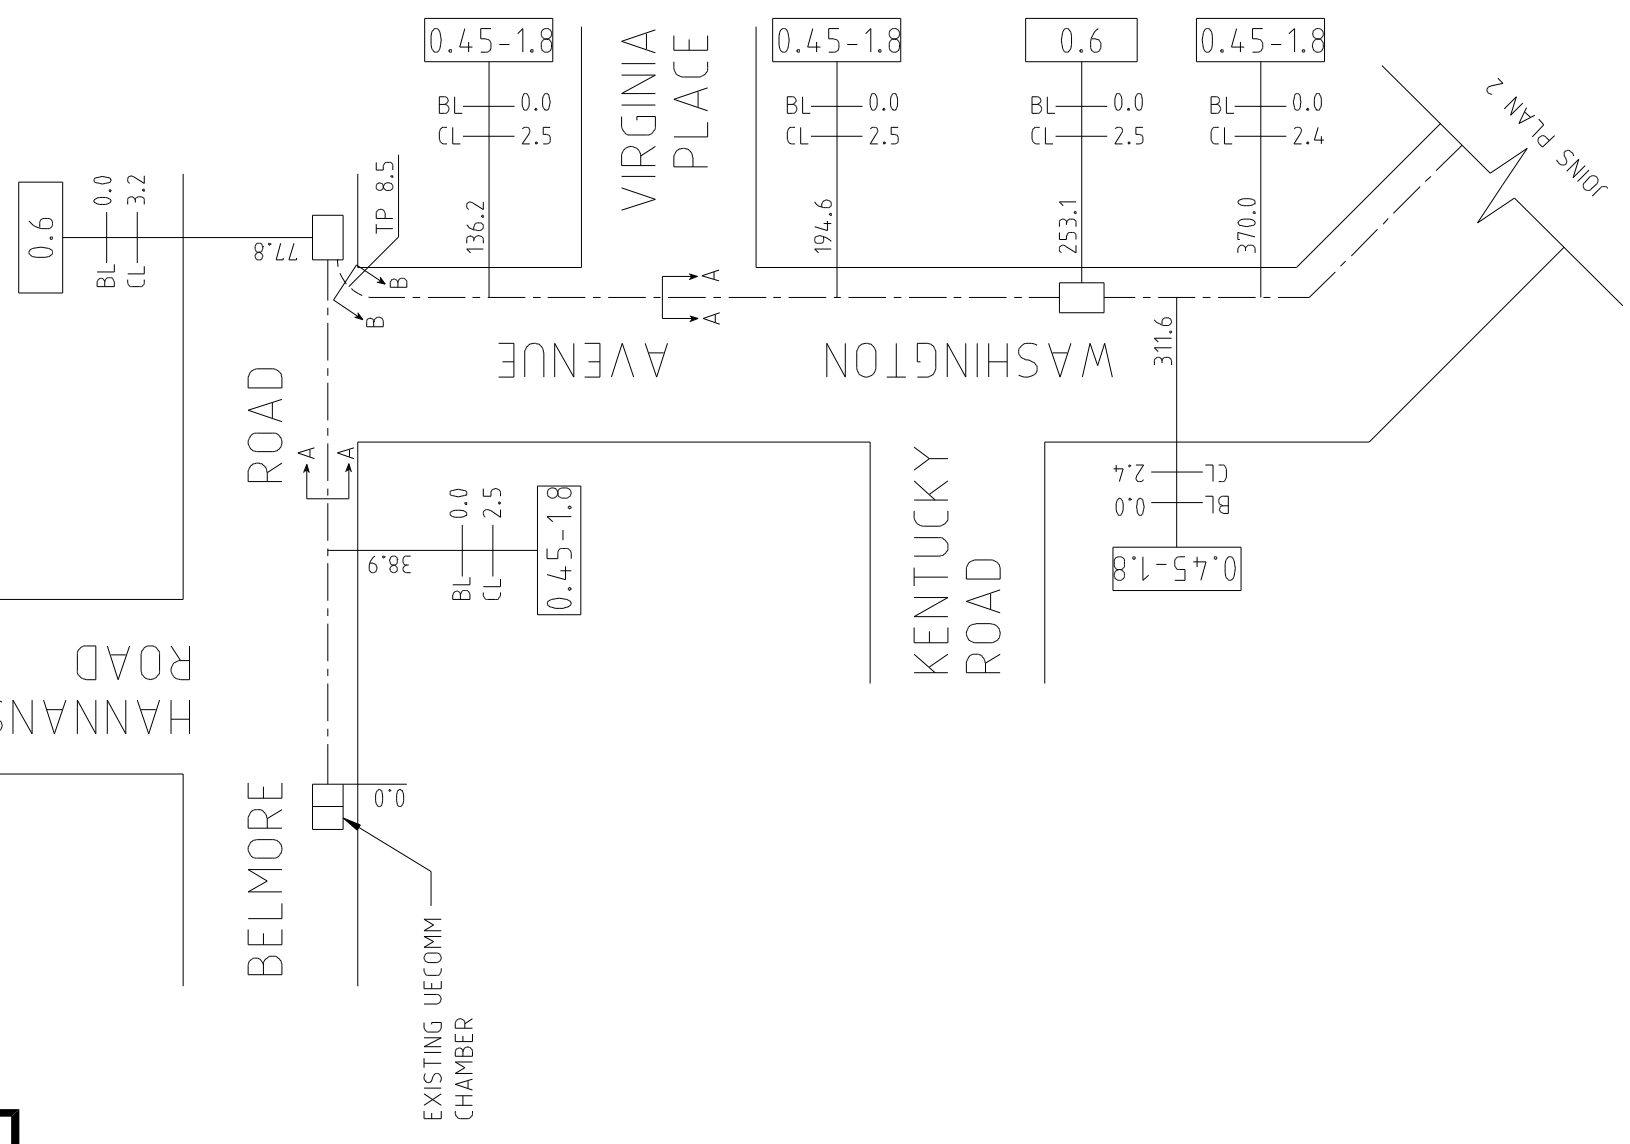 0.45-1.8
BL 0.0
CL 2.5
136.2
VIRGINIA
PLACE
0.45-1.8
BL 0.0
CL 2.5
194.6
0.6
BL 0.0
CL 2.5
253.1
0.45-1.8
BL 0.0
CL 2.4
370.0
JOINS PLAN 2
0.6
BL 0.0
CL 3.2
77.8
TP 8.5
B
B
A
A
WASHINGTON
AVENUE
311.6
CL 2.4
BL 0.0
0.45-1.8
A
A
BELMORE ROAD
38.9
BL 0.0
CL 2.5
0.45-1.8
KENTUCKY
ROAD
HANNANS
ROAD
0.0
EXISTING UECOMM
CHAMBER